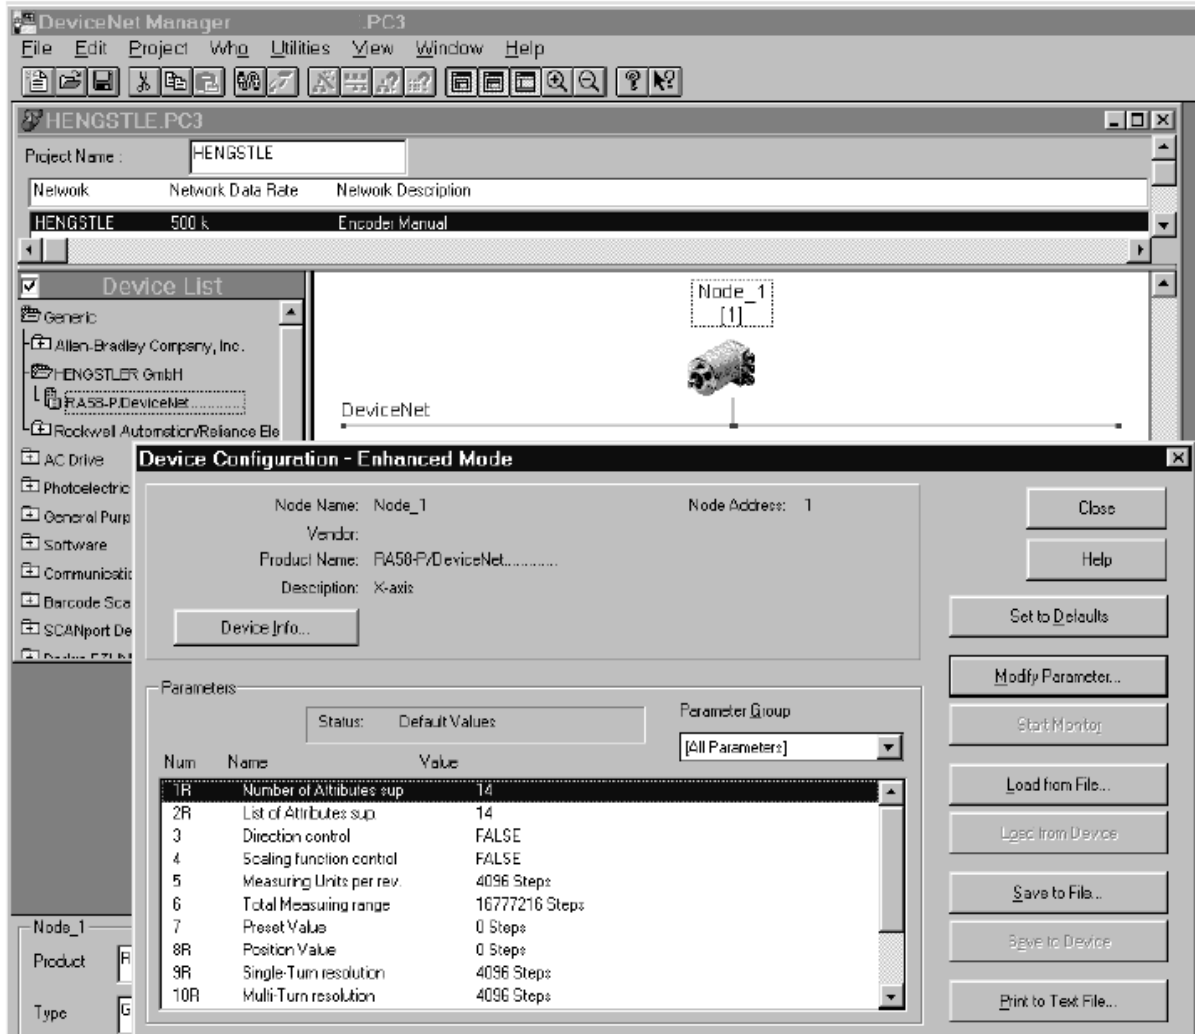 DeviceNet Manager .PC3
File Edit Project Who Utilities View Window Help
HENGSTLE.PC3
Project Name : HENGSTLE
Network Network Data Rate Network Description
HENGSTLE 500 k Encoder Manual
Device List
Generic
Allen-Bradley Company, Inc.
HENGSTLER GmbH
RA58-P/DeviceNet.............
Rockwell Automation/Reliance Ele
AC Drive
Photoelectric
General Purp
Software
Communicatio
Barcode Sca
SCANport De
Node_1
[1]
DeviceNet
Device Configuration - Enhanced Mode
Node Name: Node_1 Node Address: 1
Vendor:
Product Name: RA58-P/DeviceNet.............
Description: X-axis
Device Info...
Close
Help
Set to Defaults
Modify Parameter...
Start Monitor
Load from File...
Load from Device
Save to File...
Save to Device
Print to Text File...
Parameters
Status: Default Values
Parameter Group
[All Parameters]
Num Name Value
1R Number of Attributes sup 14
2R List of Attributes sup. 14
3 Direction control FALSE
4 Scaling function control FALSE
5 Measuring Units per rev. 4096 Steps
6 Total Measuring range 16777216 Steps
7 Preset Value 0 Steps
8R Position Value 0 Steps
9R Single-Turn resolution 4096 Steps
10R Multi-Turn resolution 4096 Steps
Node_1
Product R
Type G